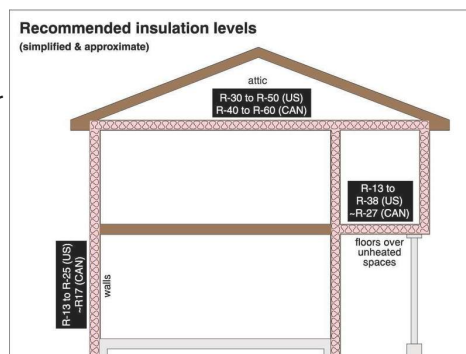 Recommended insulation levels
(simplified & approximate)
attic
R-30 to R-50 (US)
R-40 to R-60 (CAN)
R-13 to
R-38 (US)
~R-27 (CAN)
floors over
unheated
spaces
R-13 to R-25 (US)
~R17 (CAN)
walls